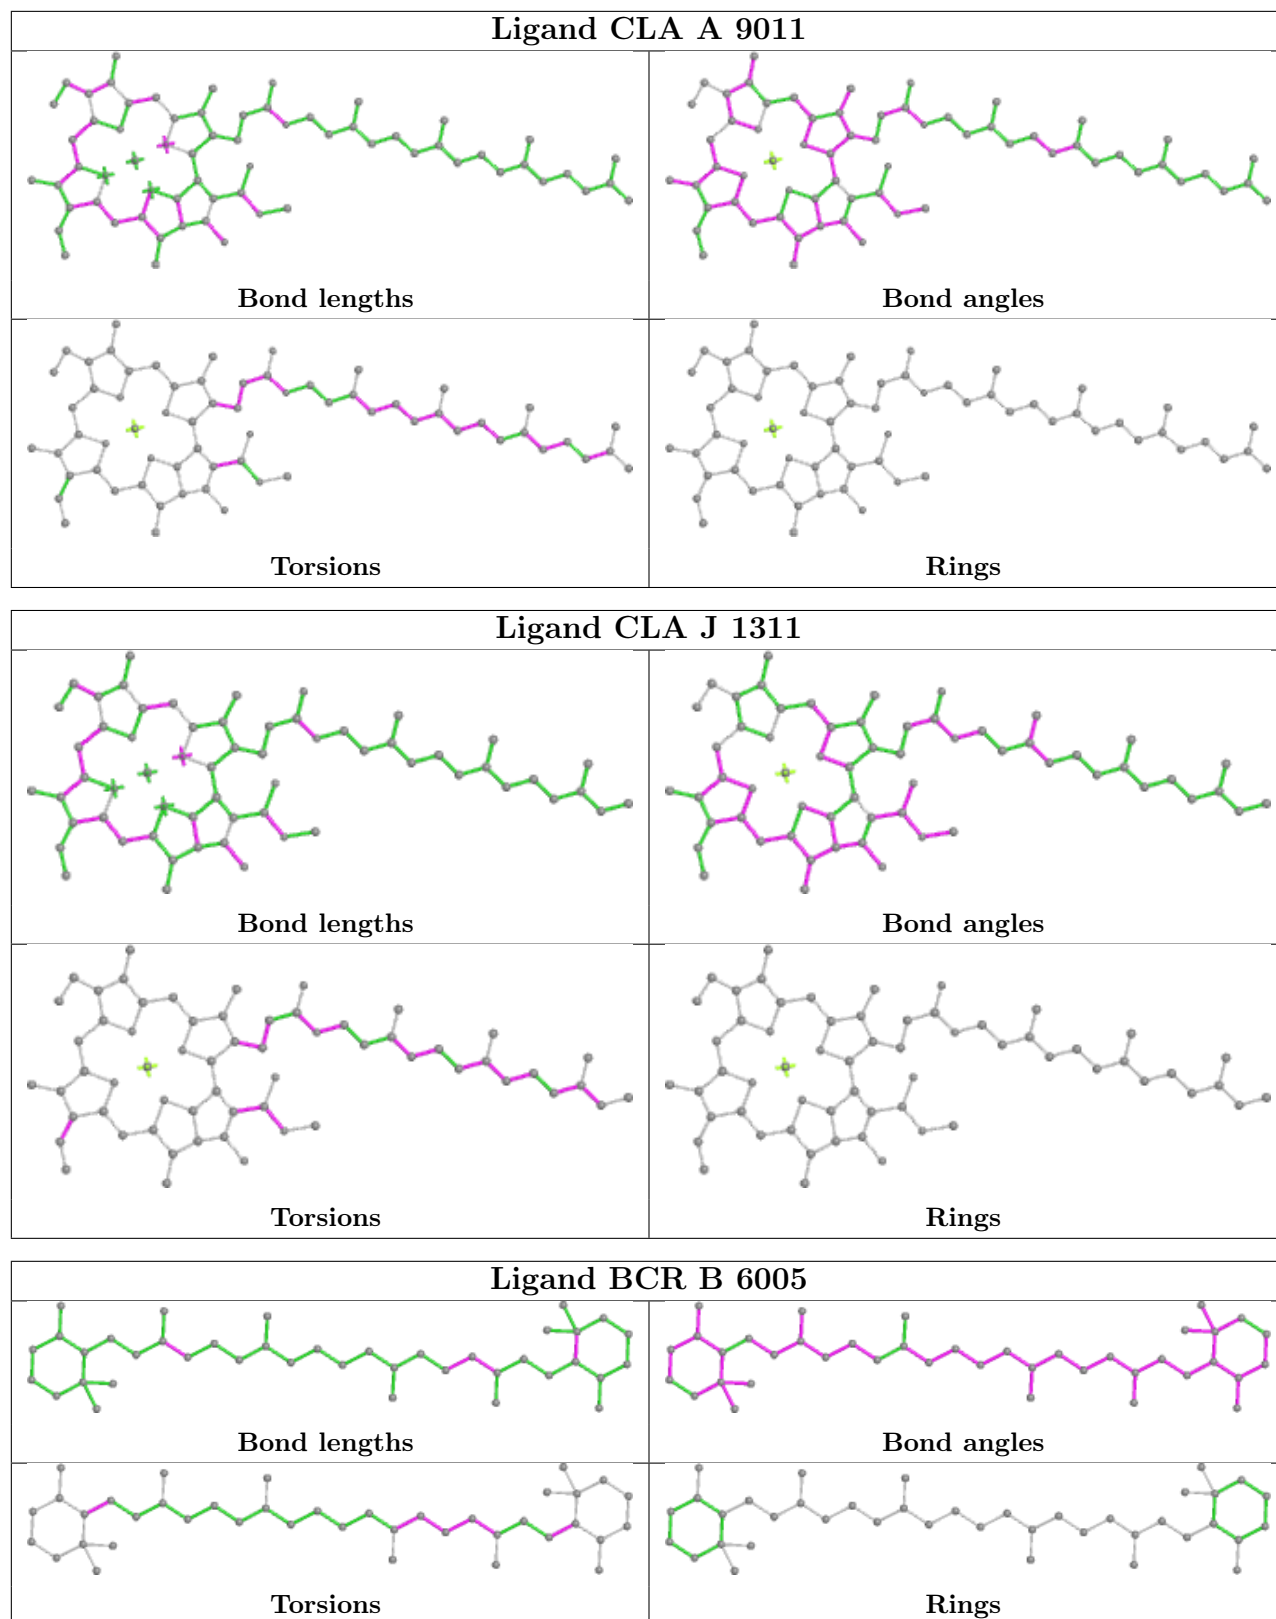 Ligand CLA A 9011
Bond lengths
Bond angles
Torsions
Rings
Ligand CLA J 1311
Bond lengths
Bond angles
Torsions
Rings
Ligand BCR B 6005
Bond lengths
Bond angles
Torsions
Rings